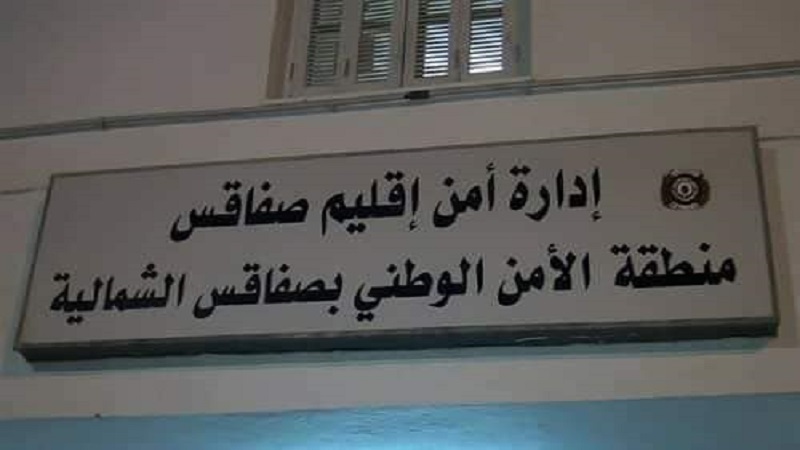 إدارة أمن إقليم صفاقس
منطقة الأمن الوطني بصفاقس الشمالية